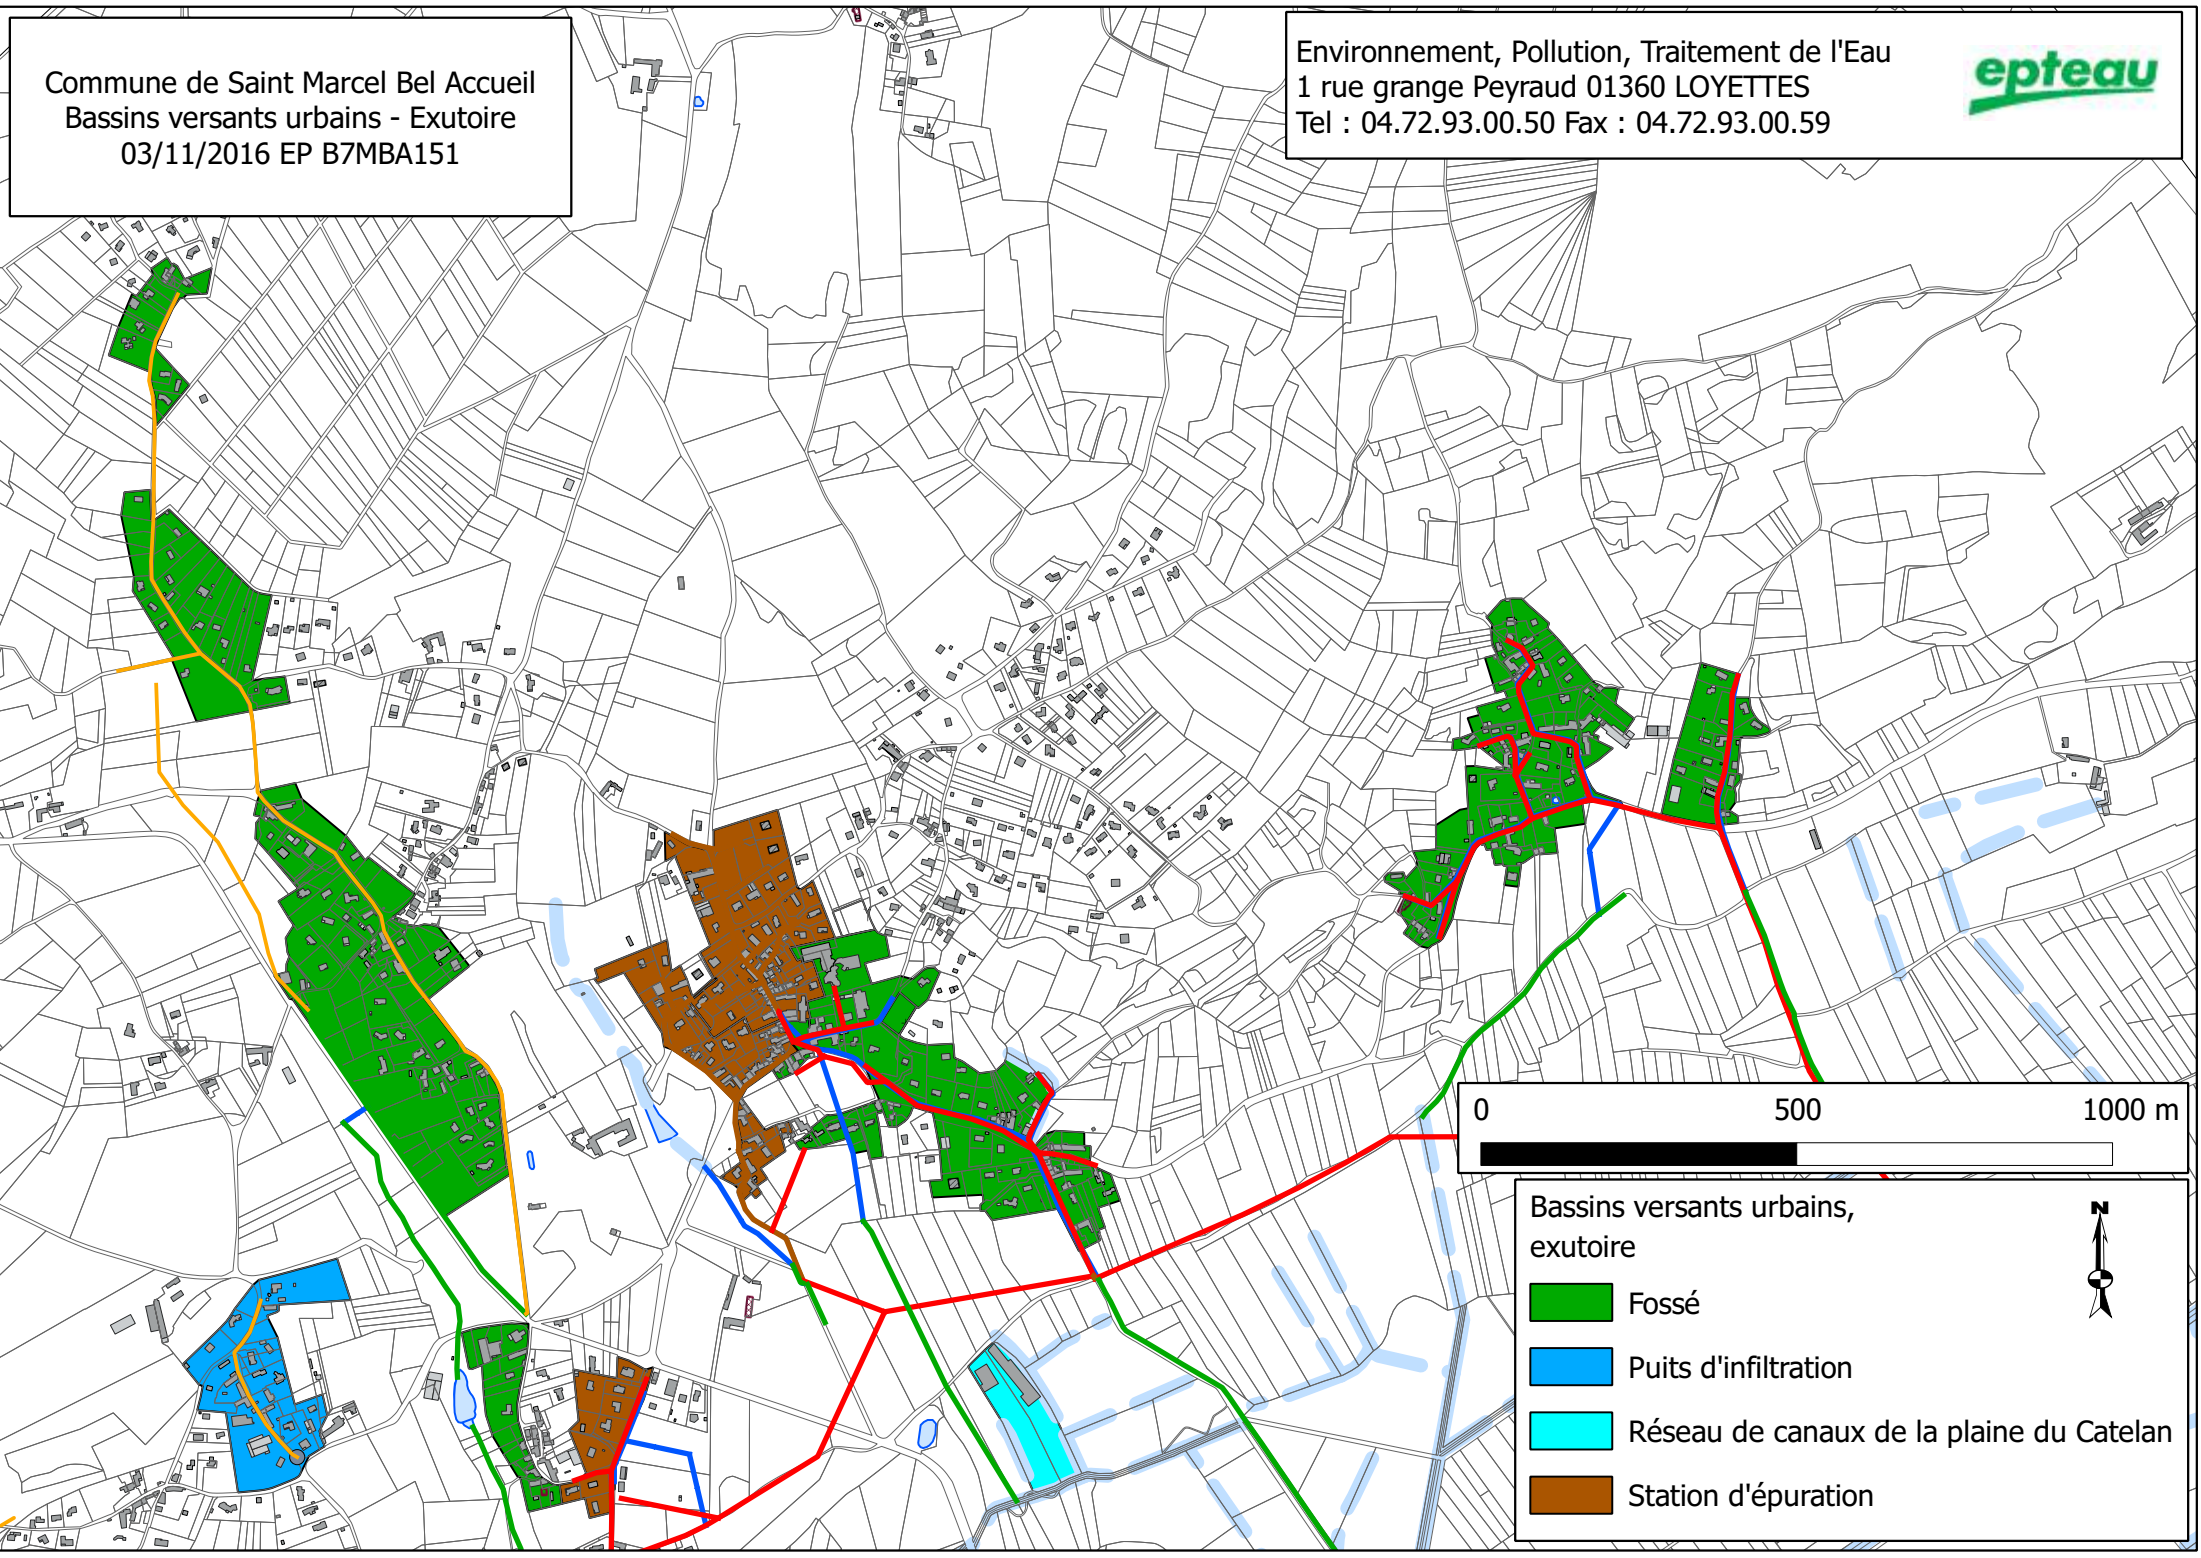 Commune de Saint Marcel Bel Accueil
Bassins versants urbains - Exutoire
03/11/2016 EP B7MBA151
Environnement, Pollution, Traitement de l'Eau
1 rue grange Peyraud 01360 LOYETTES
Tel : 04.72.93.00.50 Fax : 04.72.93.00.59
epteau
0 500 1000 m
Bassins versants urbains,
exutoire
N
Fossé
Puits d'infiltration
Réseau de canaux de la plaine du Catelan
Station d'épuration